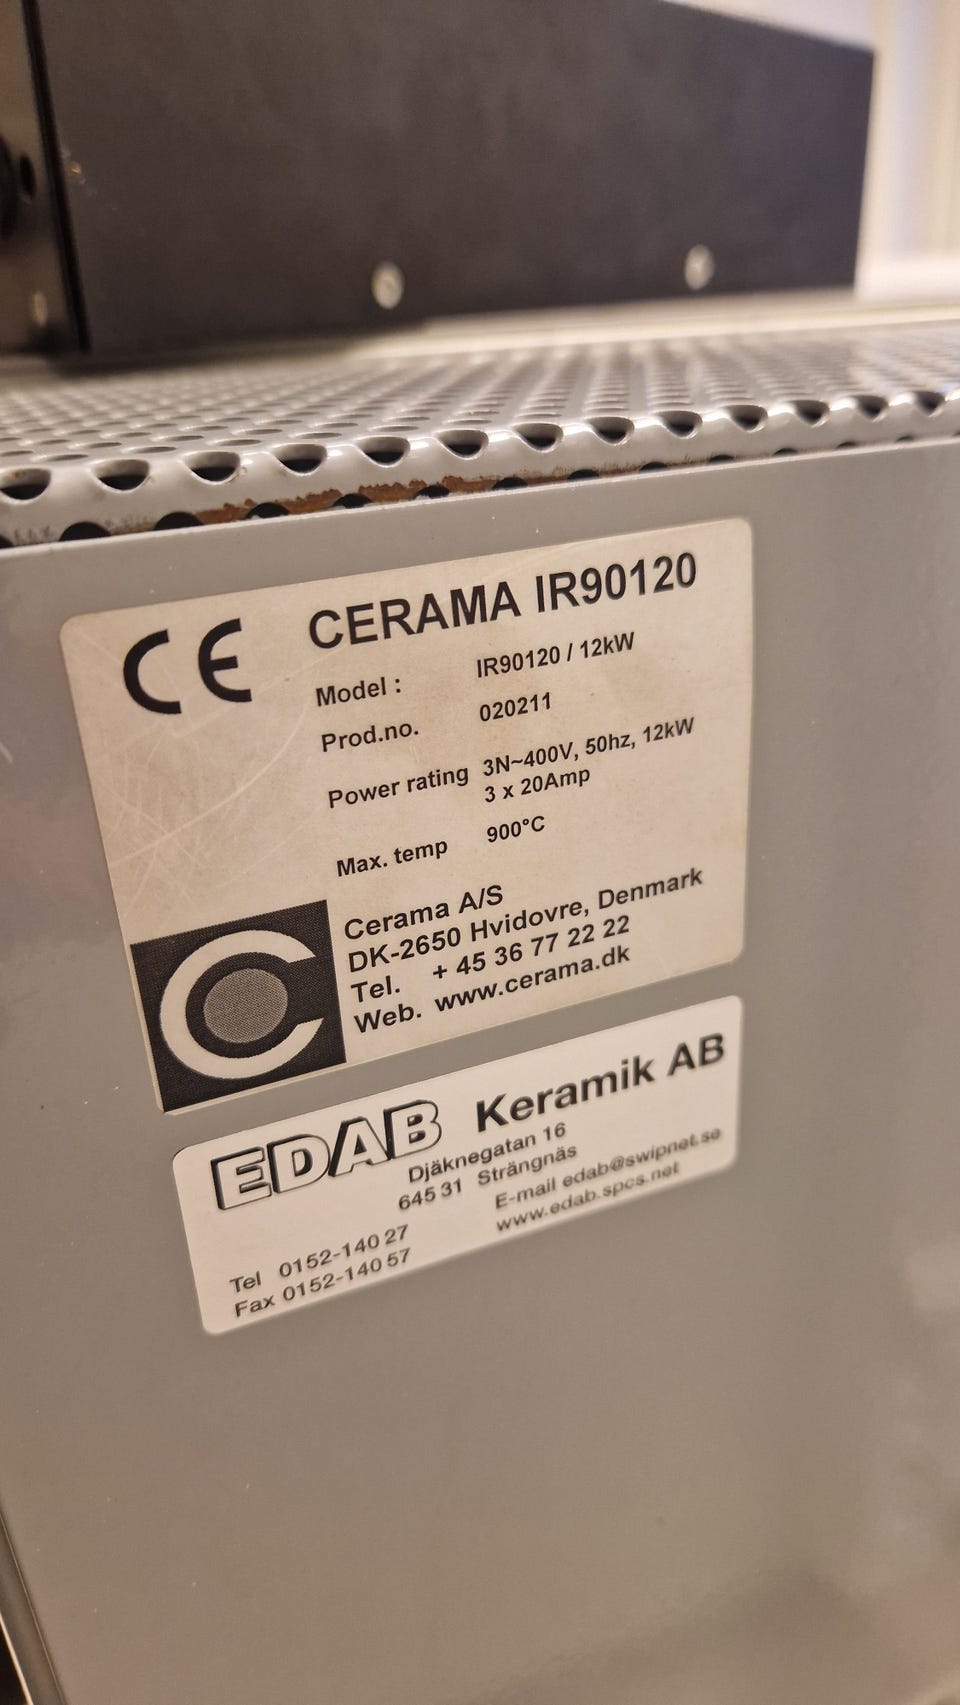 CE CERAMA IR90120
Model : IR90120 / 12kW
Prod.no. 020211
Power rating 3N~400V, 50hz, 12kW
3 x 20Amp
Max. temp 900°C
Cerama A/S
DK-2650 Hvidovre, Denmark
Tel. + 45 36 77 22 22
Web. www.cerama.dk
EDAB Keramik AB
Djäknegatan 16
645 31 Strängnäs
E-mail edab@swipnet.se
www.edab.spcs.net
Tel 0152-140 27
Fax 0152-140 57